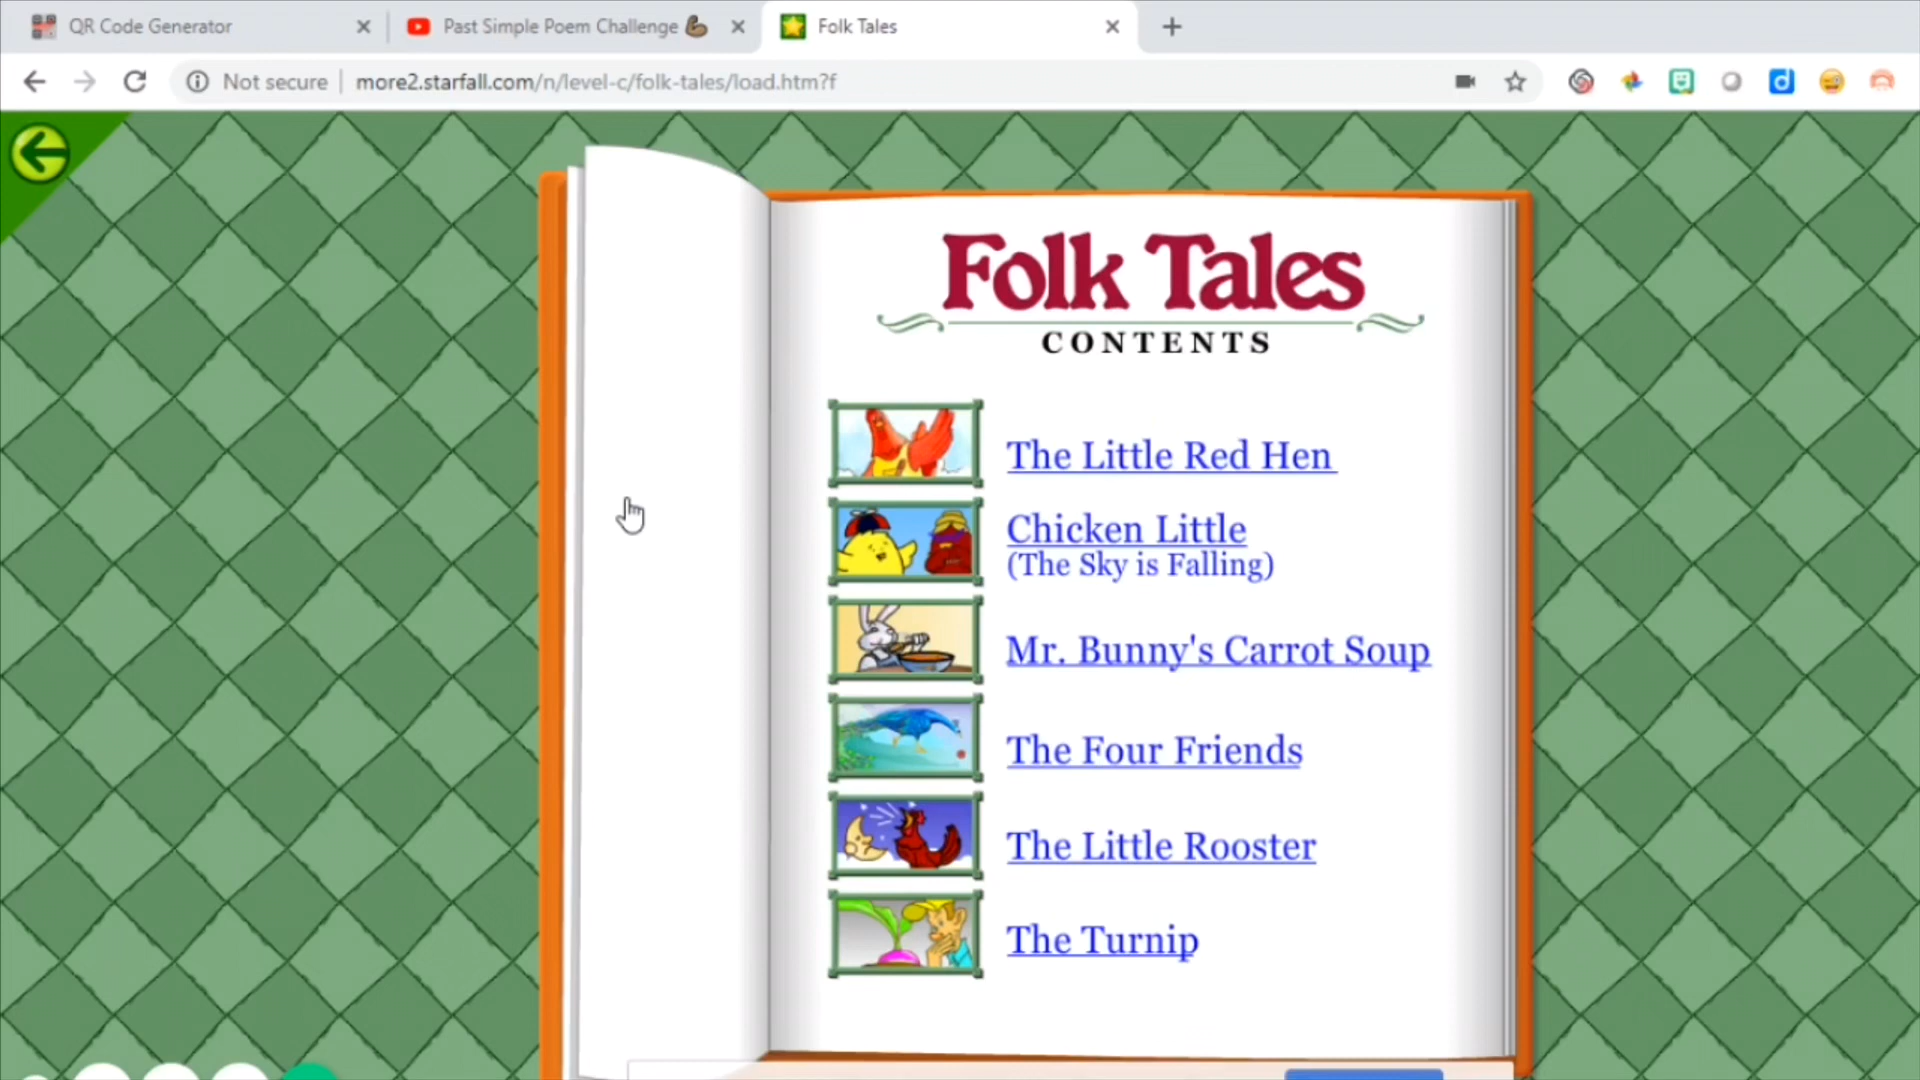 QR Code Generator
Past Simple Poem Challenge 💪🏾
Folk Tales
Not secure
more2.starfall.com/n/level-c/folk-tales/load.htm?f
Folk Tales
CONTENTS
The Little Red Hen
Chicken Little
(The Sky is Falling)
Mr. Bunny's Carrot Soup
The Four Friends
The Little Rooster
The Turnip